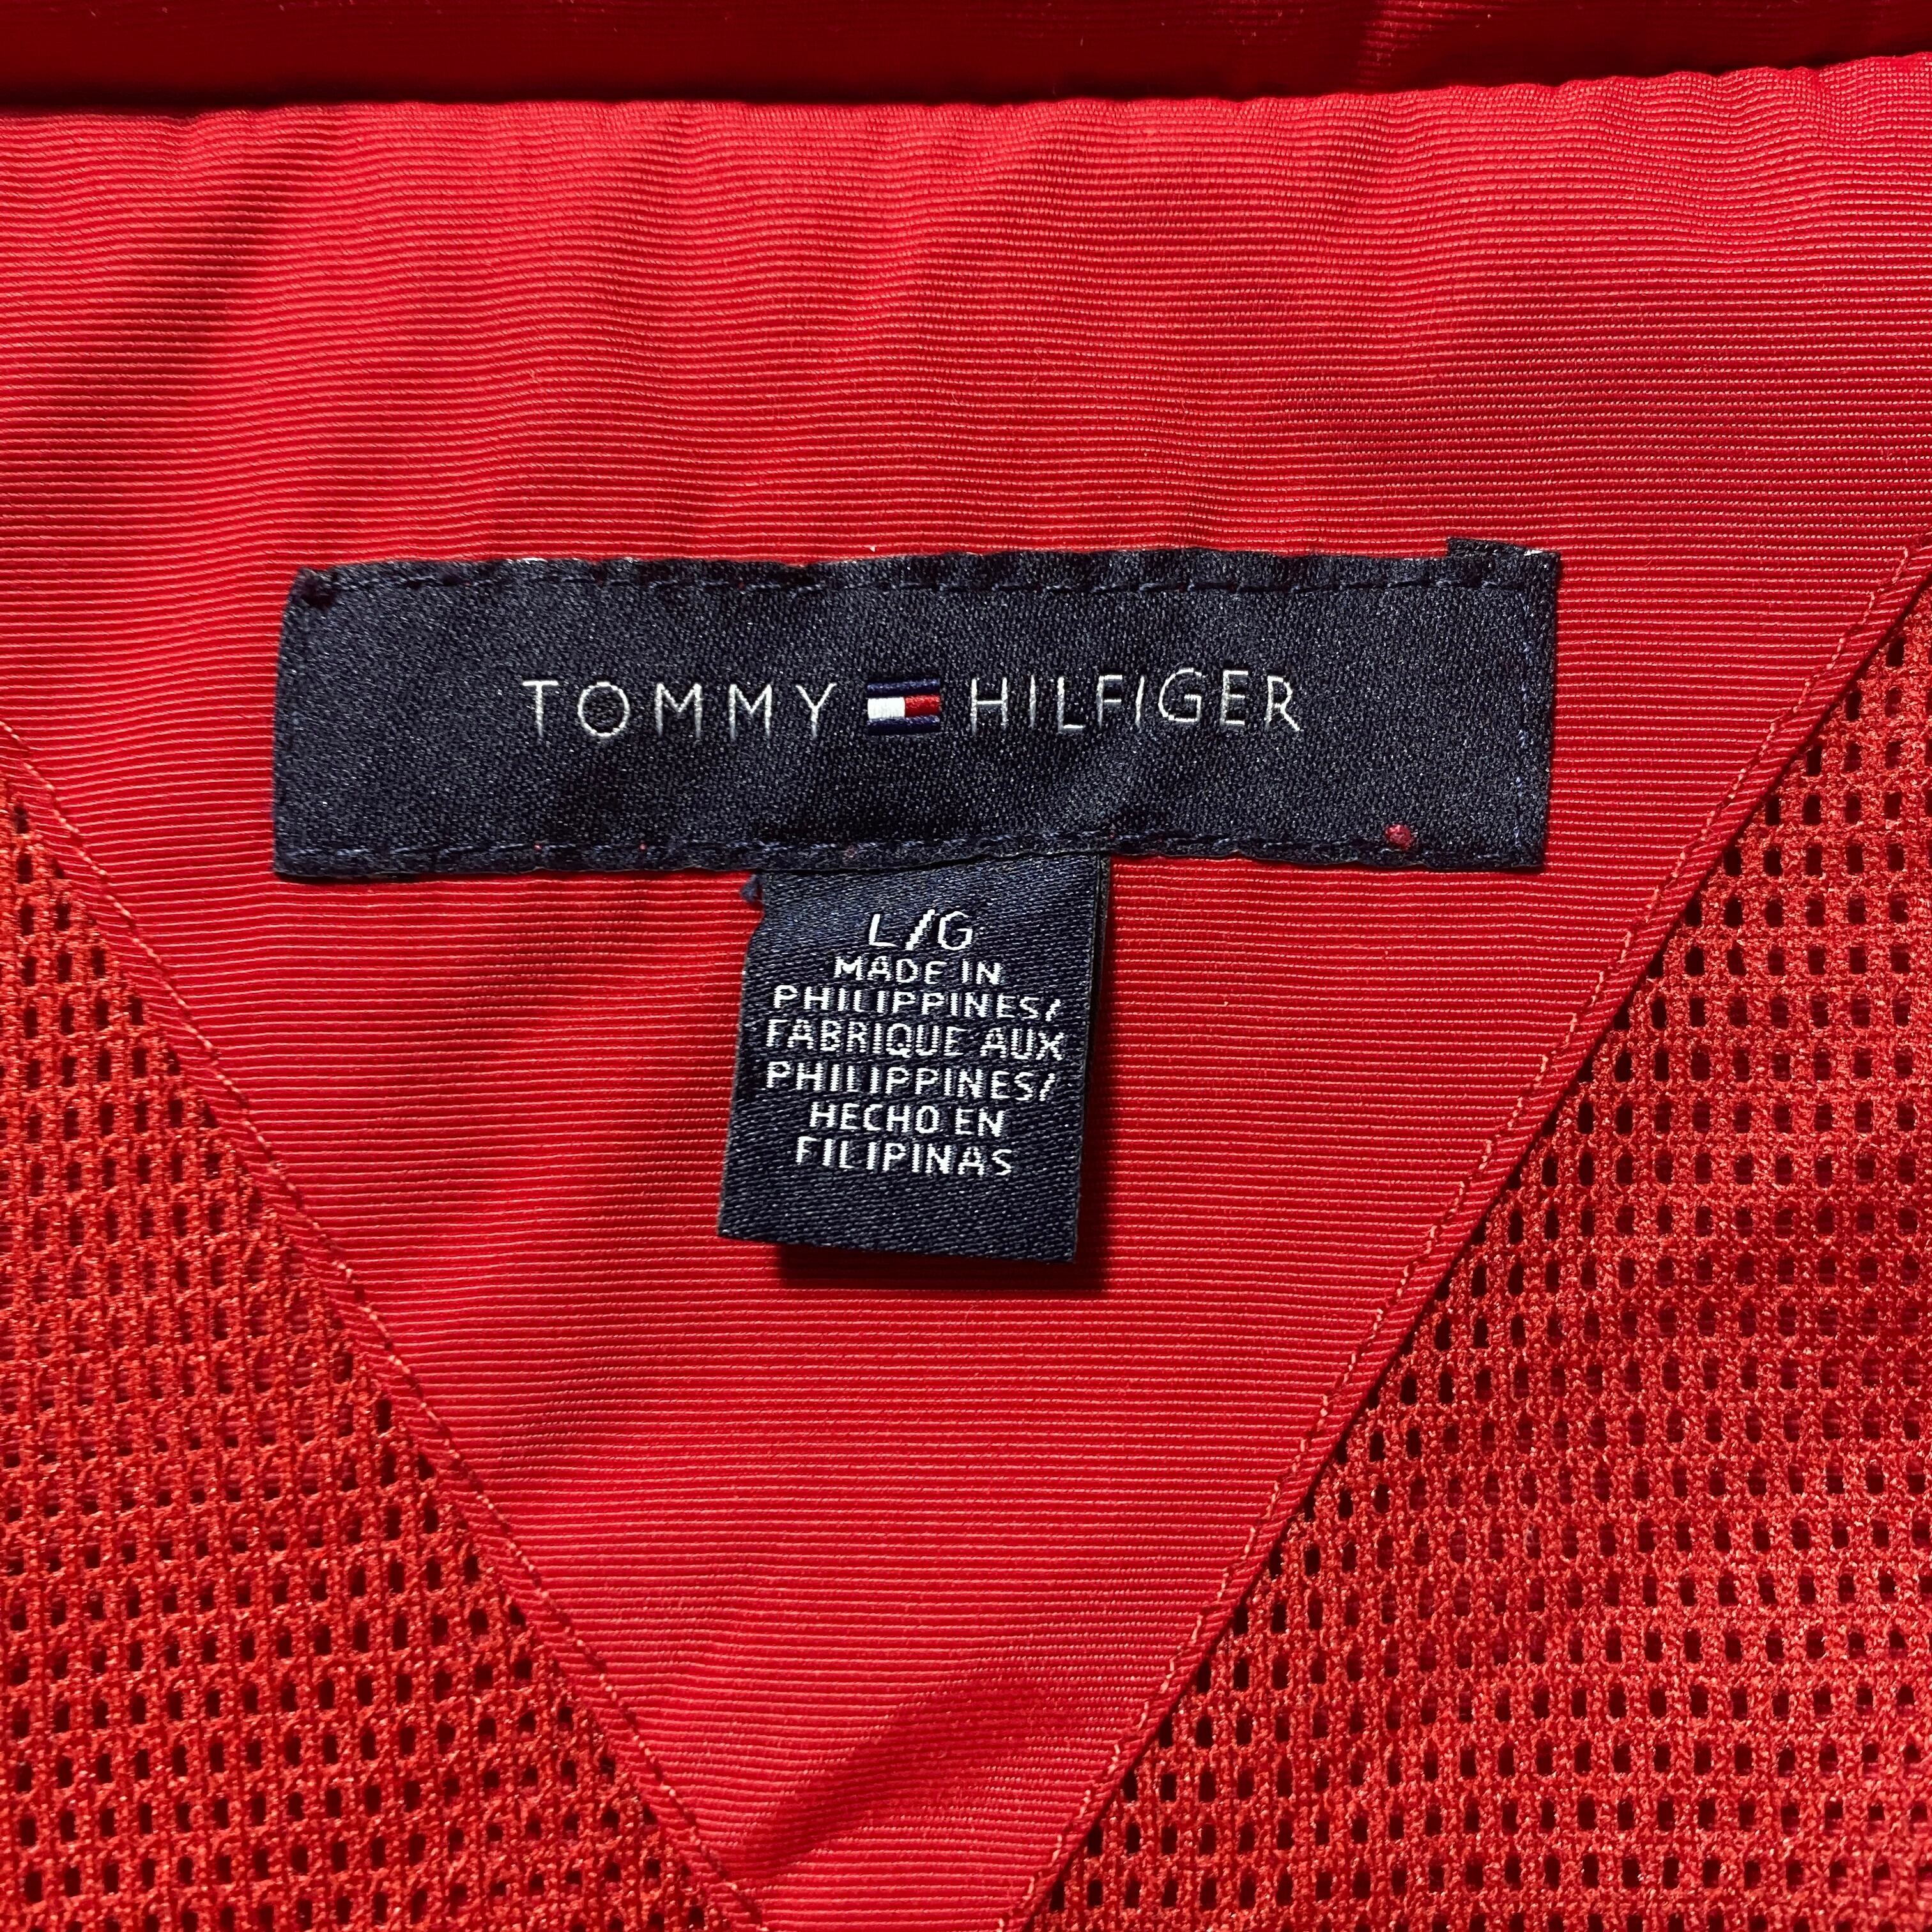 TOMMY HILFIGER
L/G
MADE IN
PHILIPPINES/
FABRIQUE AUX
PHILIPPINES/
HECHO EN
FILIPINAS